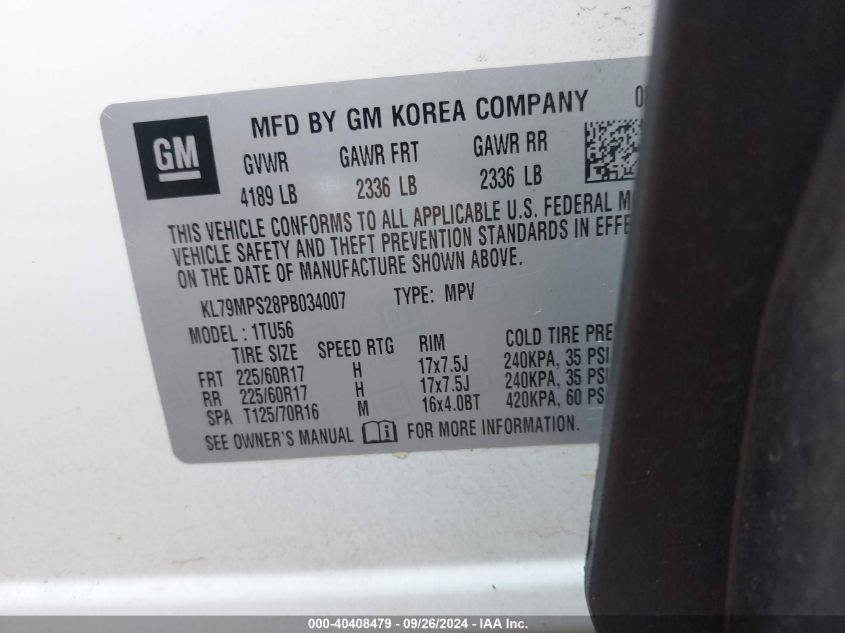 GM
MFD BY GM KOREA COMPANY
GVWR GAWR FRT GAWR RR
4189 LB 2336 LB 2336 LB
THIS VEHICLE CONFORMS TO ALL APPLICABLE U.S. FEDERAL M
VEHICLE SAFETY AND THEFT PREVENTION STANDARDS IN EFFE
ON THE DATE OF MANUFACTURE SHOWN ABOVE.
KL79MPS28PB034007 TYPE: MPV
MODEL: 1TU56
TIRE SIZE SPEED RTG RIM COLD TIRE PRE
FRT 225/60R17 H 17x7.5J 240KPA, 35 PSI
RR 225/60R17 H 17x7.5J 240KPA, 35 PSI
SPA T125/70R16 M 16x4.0BT 420KPA, 60 PSI
SEE OWNER'S MANUAL FOR MORE INFORMATION.
000-40408479 - 09/26/2024 - IAA Inc.